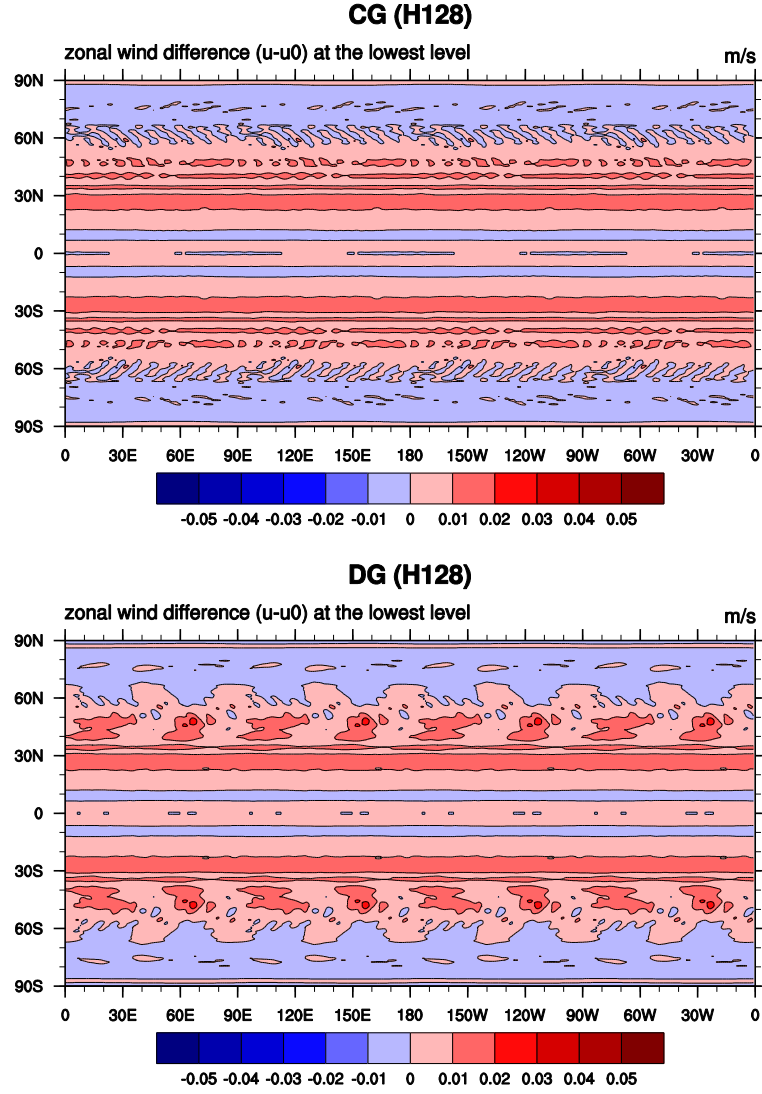 CG (H128)
zonal wind difference (u-u0) at the lowest level m/s
90N
60N
30N
0
30S
60S
90S
0 30E 60E 90E 120E 150E 180 150W 120W 90W 60W 30W 0
-0.05 -0.04 -0.03 -0.02 -0.01 0 0.01 0.02 0.03 0.04 0.05
DG (H128)
zonal wind difference (u-u0) at the lowest level m/s
90N
60N
30N
0
30S
60S
90S
0 30E 60E 90E 120E 150E 180 150W 120W 90W 60W 30W 0
-0.05 -0.04 -0.03 -0.02 -0.01 0 0.01 0.02 0.03 0.04 0.05